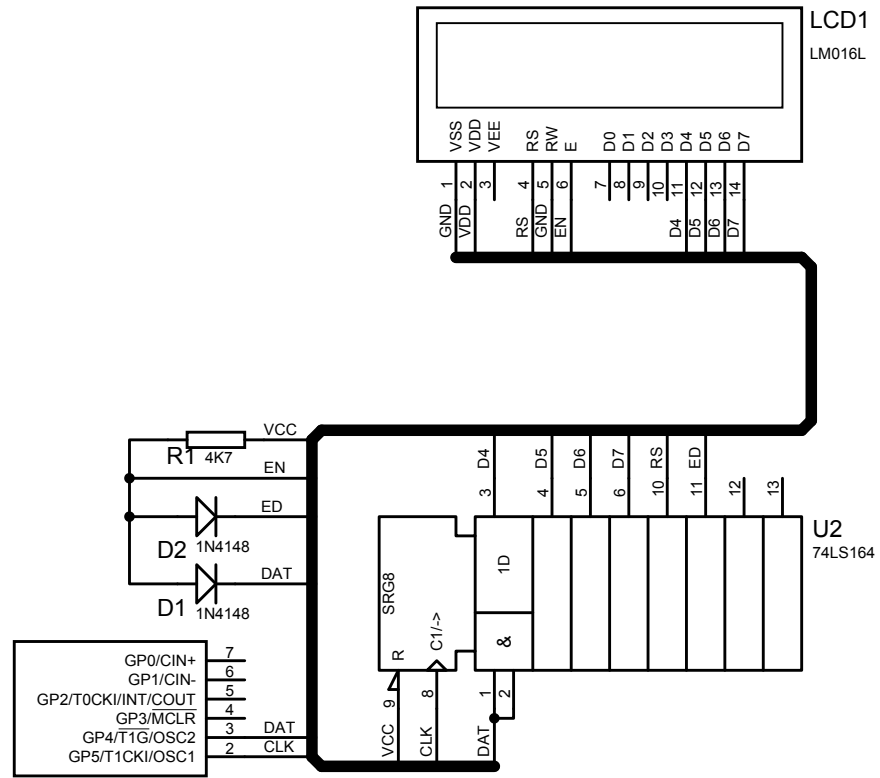 LCD1
LM016L
VSS VDD VEE RS RW E D0 D1 D2 D3 D4 D5 D6 D7
1 2 3 4 5 6 7 8 9 10 11 12 13 14
GND VDD RS GND EN D4 D5 D6 D7
VCC
R1 4K7
EN
ED
D2 1N4148
DAT
D1 1N4148
D4 D5 D6 D7 RS ED
3 4 5 6 10 11 12 13
U2
74LS164
SRG8
1D
&
R
C1/->
9 8 1 2
VCC CLK DAT
GP0/CIN+ 7
GP1/CIN- 6
GP2/T0CKI/INT/COUT 5
GP3/MCLR 4
GP4/T1G/OSC2 3 DAT
GP5/T1CKI/OSC1 2 CLK